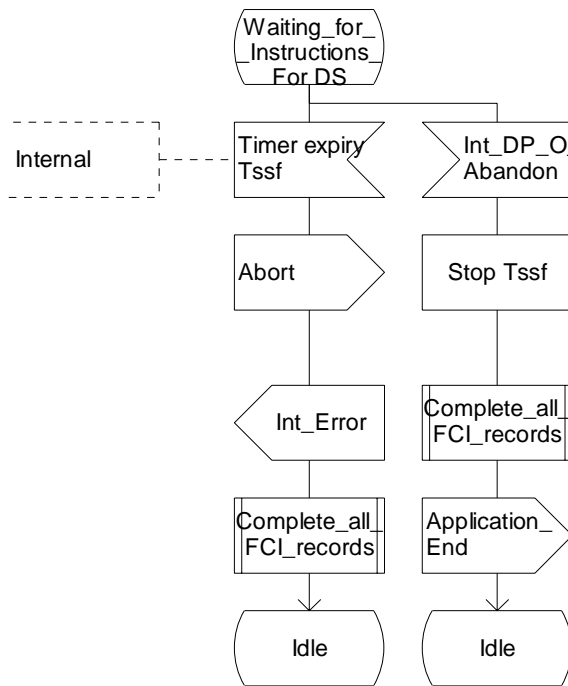 Waiting_for_
_Instructions_
For DS
Internal
Timer expiry
Tssf
Int_DP_O_
Abandon
Abort
Stop Tssf
Int_Error
Complete_all_
FCI_records
Complete_all_
FCI_records
Application_
End
Idle
Idle